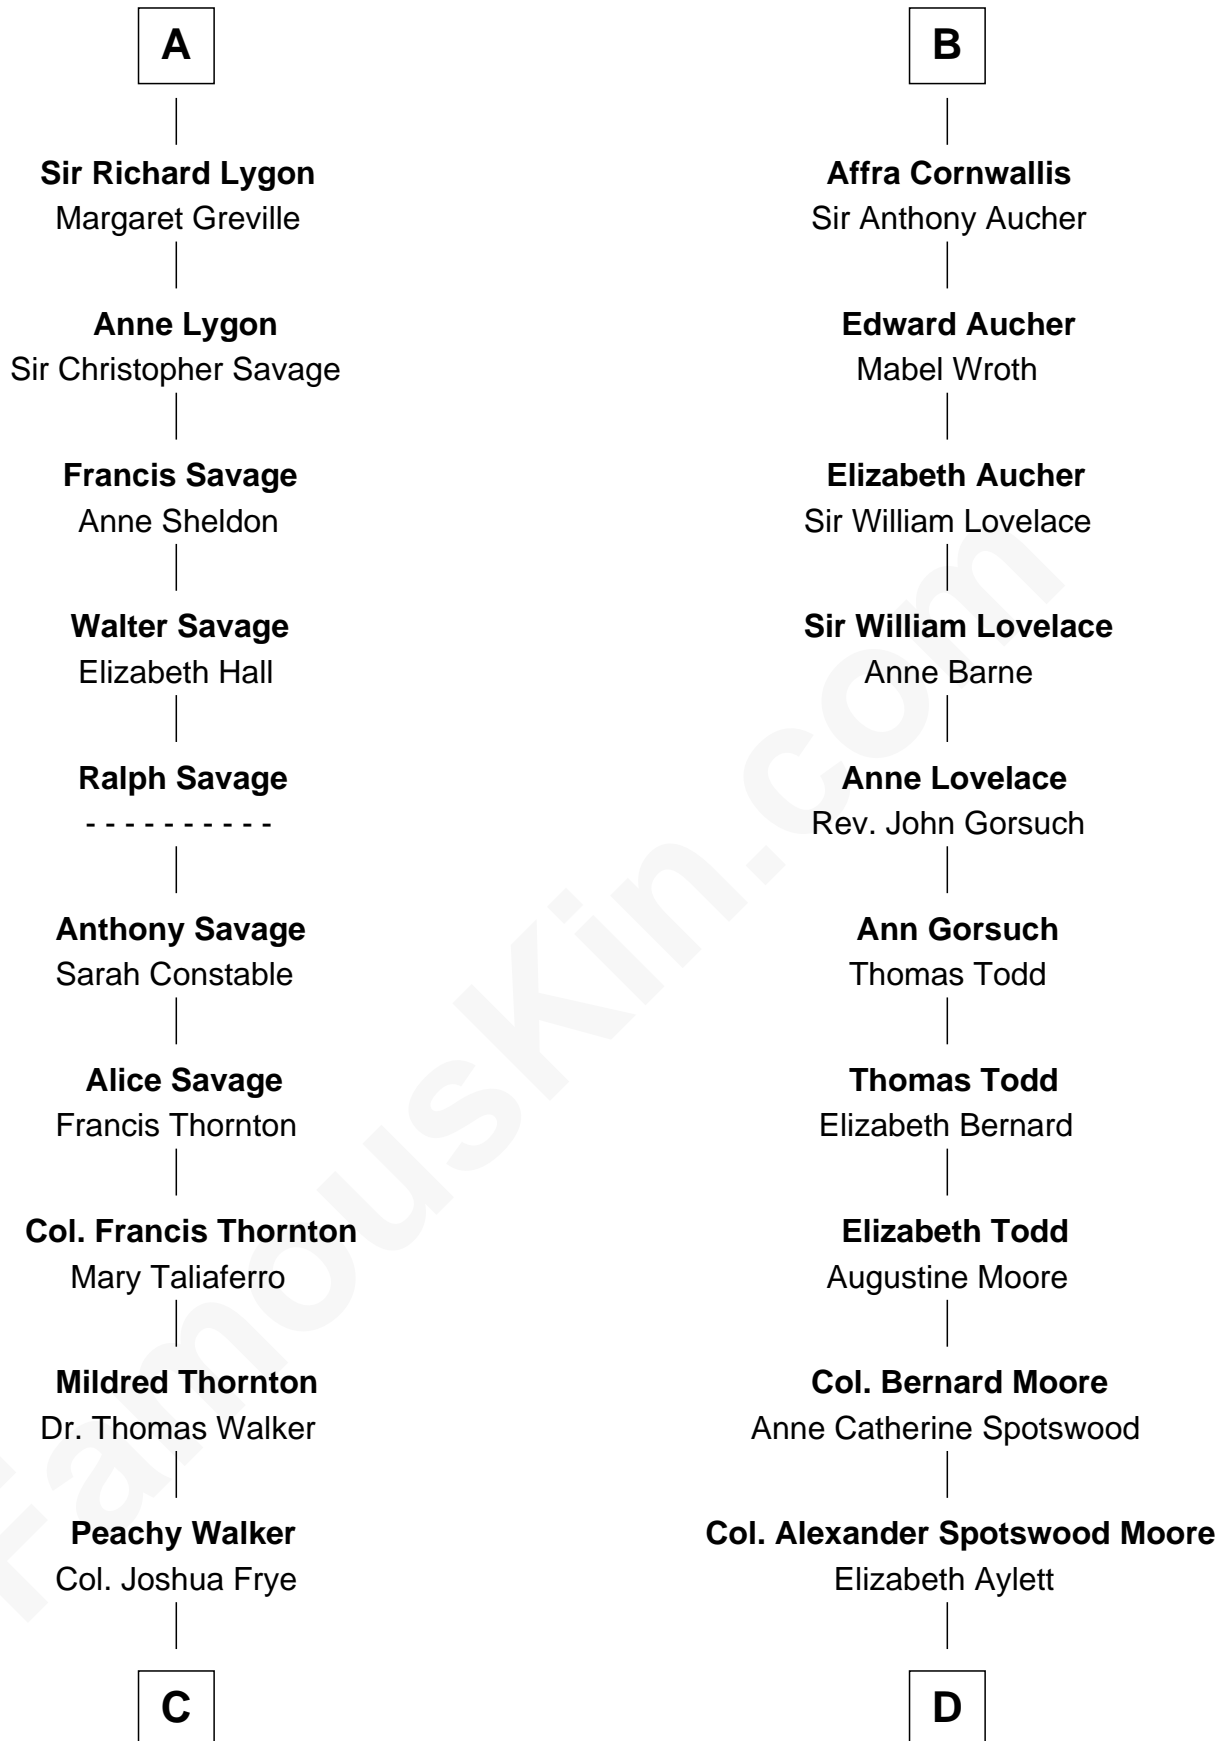 A
Sir Richard Lygon
Margaret Greville
Anne Lygon
Sir Christopher Savage
Francis Savage
Anne Sheldon
Walter Savage
Elizabeth Hall
Ralph Savage
- - - - - - - - - -
Anthony Savage
Sarah Constable
Alice Savage
Francis Thornton
Col. Francis Thornton
Mary Taliaferro
Mildred Thornton
Dr. Thomas Walker
Peachy Walker
Col. Joshua Frye
C
B
Affra Cornwallis
Sir Anthony Aucher
Edward Aucher
Mabel Wroth
Elizabeth Aucher
Sir William Lovelace
Sir William Lovelace
Anne Barne
Anne Lovelace
Rev. John Gorsuch
Ann Gorsuch
Thomas Todd
Thomas Todd
Elizabeth Bernard
Elizabeth Todd
Augustine Moore
Col. Bernard Moore
Anne Catherine Spotswood
Col. Alexander Spotswood Moore
Elizabeth Aylett
D
FamousKin.com